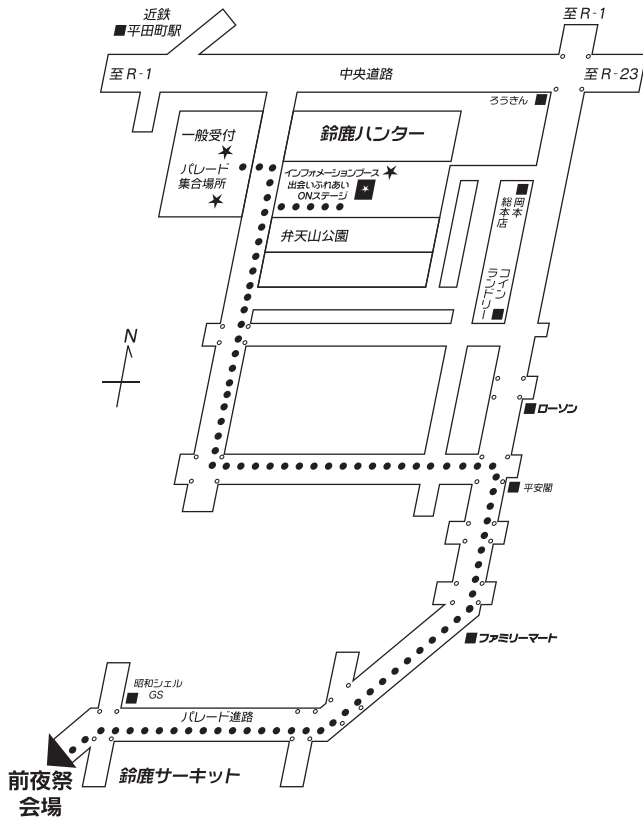 近鉄
平田町駅
至R-1
至R-1
中央道路
至R-23
ろうきん
一般受付
鈴鹿ハンター
パレード
集合場所
インフォメーションブース
出会いふれあい
ONステージ
岡本
総本店
弁天山公園
コイン
ランドリー
N
ローソン
平安閣
ファミリーマート
昭和シェル
GS
パレード進路
前夜祭
会場
鈴鹿サーキット